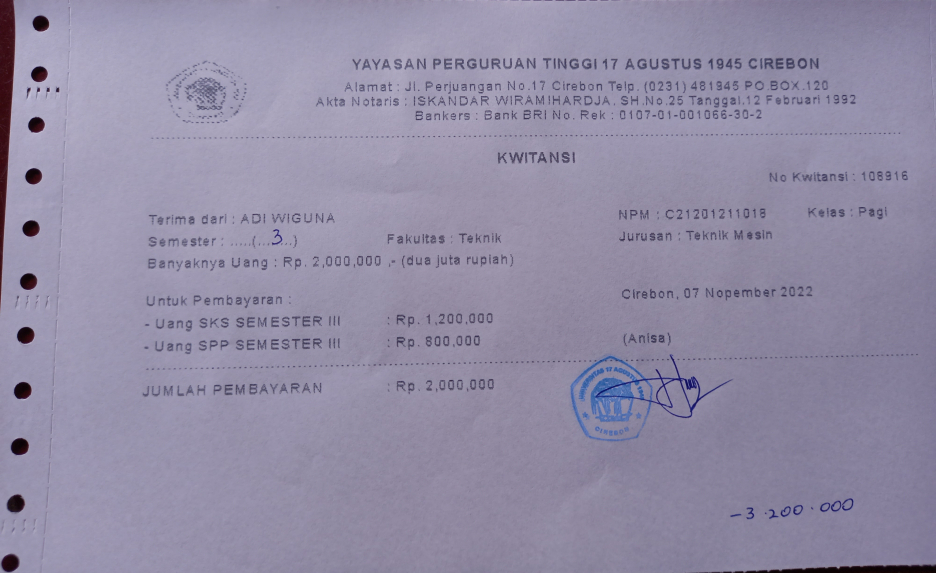 YAYASAN PERGURUAN TINGGI 17 AGUSTUS 1945 CIREBON
Alamat : Jl. Perjuangan No.17 Cirebon Telp. (0231) 481945 PO.BOX.120
Akta Notaris : ISKANDAR WIRAMIHARDJA. SH.No.25 Tanggal.12 Februari 1992
Bankers : Bank BRI No. Rek : 0107-01-001066-30-2
KWITANSI
No Kwitansi : 108916
Terima dari : ADI WIGUNA NPM : C21201211018 Kelas : Pagi
Semester : .....(...3...) Fakultas : Teknik Jurusan : Teknik Mesin
Banyaknya Uang : Rp. 2,000,000 ,- (dua juta rupiah)
Untuk Pembayaran : Cirebon, 07 Nopember 2022
- Uang SKS SEMESTER III : Rp. 1,200,000
- Uang SPP SEMESTER III : Rp. 800,000 (Anisa)
JUMLAH PEMBAYARAN : Rp. 2,000,000
UNIVERSITAS 17 AGUSTUS 1945
CIREBON
-3.200.000